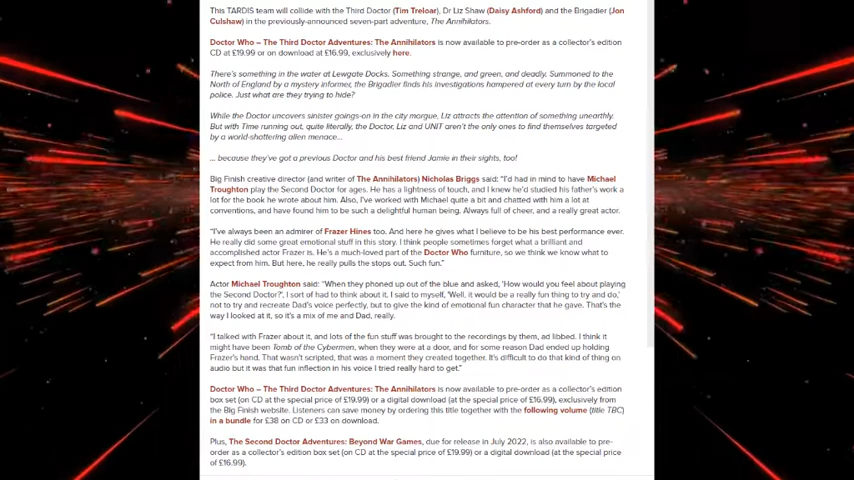 This TARDIS team will collide with the Third Doctor (Tim Treloar), Dr Liz Shaw (Daisy Ashford) and the Brigadier (Jon
Culshaw) in the previously-announced seven-part adventure, The Annihilators.
Doctor Who – The Third Doctor Adventures: The Annihilators is now available to pre-order as a collector's edition
CD at £19.99 or on download at £16.99, exclusively here.
There's something in the water at Lewgate Docks. Something strange, and green, and deadly. Summoned to the
North of England by a mystery informer, the Brigadier finds his investigations hampered at every turn by the local
police. Just what are they trying to hide?
While the Doctor uncovers sinister goings-on in the city morgue, Liz attracts the attention of something unearthly.
But with Time running out, quite literally, the Doctor, Liz and UNIT aren't the only ones to find themselves targeted
by a world-shattering alien menace...
... because they've got a previous Doctor and his best friend Jamie in their sights, too!
Big Finish creative director (and writer of The Annihilators) Nicholas Briggs said: "I'd had in mind to have Michael
Troughton play the Second Doctor for ages. He has a lightness of touch, and I knew he'd studied his father's work a
lot for the book he wrote about him. Also, I've worked with Michael quite a bit and chatted with him a lot at
conventions, and have found him to be such a delightful human being. Always full of cheer, and a really great actor.
"I've always been an admirer of Frazer Hines too. And here he gives what I believe to be his best performance ever.
He really did some great emotional stuff in this story. I think people sometimes forget what a brilliant and
accomplished actor Frazer is. He's a much-loved part of the Doctor Who furniture, so we think we know what to
expect from him. But here, he really pulls the stops out. Such fun."
Actor Michael Troughton said: "When they phoned up out of the blue and asked, 'How would you feel about playing
the Second Doctor?', I sort of had to think about it. I said to myself, 'Well, it would be a really fun thing to try and do,'
not to try and recreate Dad's voice perfectly, but to give the kind of emotional fun character that he gave. That's the
way I looked at it, so it's a mix of me and Dad, really.
"I talked with Frazer about it, and lots of the fun stuff was brought to the recordings by them, ad libbed. I think it
might have been Tomb of the Cybermen, when they were at a door, and for some reason Dad ended up holding
Frazer's hand. That wasn't scripted, that was a moment they created together. It's difficult to do that kind of thing on
audio but it was that fun inflection in his voice I tried really hard to get."
Doctor Who – The Third Doctor Adventures: The Annihilators is now available to pre-order as a collector's edition
box set (on CD at the special price of £19.99) or a digital download (at the special price of £16.99), exclusively from
the Big Finish website. Listeners can save money by ordering this title together with the following volume (title TBC)
in a bundle for £38 on CD or £33 on download.
Plus, The Second Doctor Adventures: Beyond War Games, due for release in July 2022, is also available to pre-
order as a collector's edition box set (on CD at the special price of £19.99) or a digital download (at the special price
of £16.99).